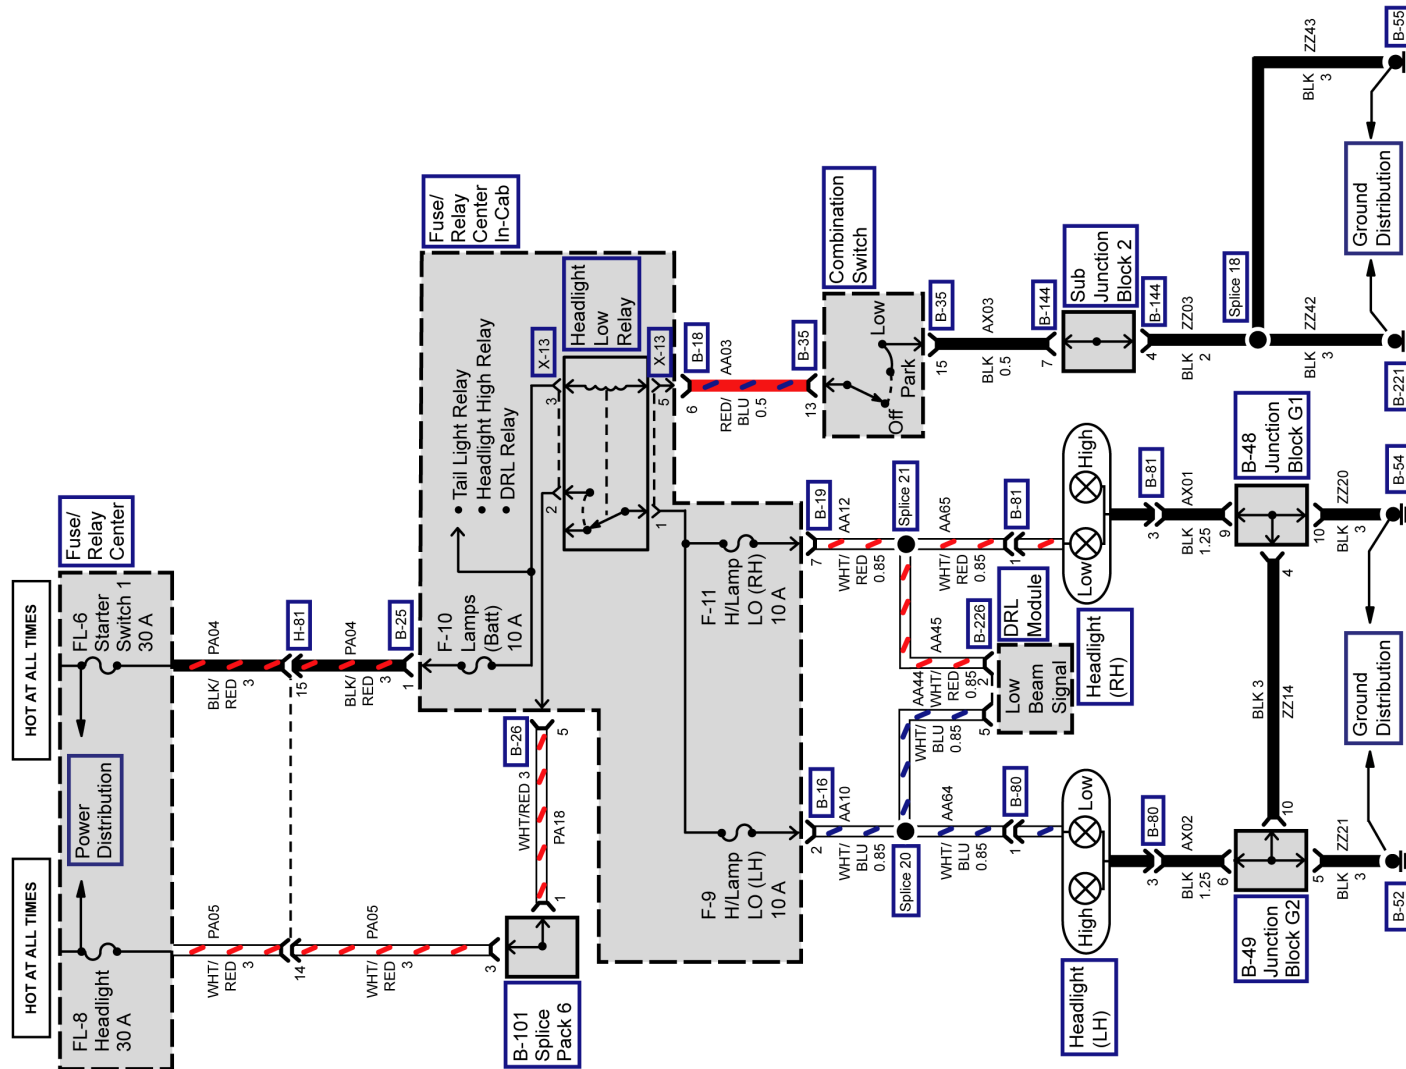 HOT AT ALL TIMES
HOT AT ALL TIMES
FL-8
Headlight
30 A
Power
Distribution
FL-6
Starter
Switch 1
30 A
Fuse/
Relay
Center
WHT/
RED
3
PA05
14
WHT/
RED
3
PA05
3
BLK/
RED
3
PA04
H-81
15
BLK/
RED
3
PA04
B-25
1
B-101
Splice
Pack 6
1
WHT/RED 3
PA18
B-26
5
Fuse/
Relay
Center
In-Cab
F-10
Lamps
(Batt)
10 A
• Tail Light Relay
• Headlight High Relay
• DRL Relay
X-13
3
2
Headlight
Low
Relay
X-13
5
1
F-9
H/Lamp
LO (LH)
10 A
F-11
H/Lamp
LO (RH)
10 A
B-18
6
RED/
BLU
0.5
AA03
B-35
13
Combination
Switch
Off
Park
Low
B-35
15
BLK
0.5
AX03
B-144
7
Sub
Junction
Block 2
B-144
4
BLK
2
ZZ03
Splice 18
BLK
3
ZZ42
BLK
3
ZZ43
B-221
B-55
Ground
Distribution
B-16
2
WHT/
BLU
0.85
AA10
Splice 20
WHT/
BLU
0.85
AA64
B-80
1
WHT/
BLU
0.85
AA44
5
B-19
7
WHT/
RED
0.85
AA12
Splice 21
WHT/
RED
0.85
AA65
B-81
1
WHT/
RED
0.85
AA45
2
B-226
DRL
Module
Low
Beam
Signal
Headlight
(LH)
High
Low
Headlight
(RH)
Low
High
B-80
3
BLK
1.25
AX02
6
B-49
Junction
Block G2
10
5
BLK
3
ZZ21
B-52
BLK 3
ZZ14
B-81
3
BLK
1.25
AX01
9
B-48
Junction
Block G1
4
10
BLK
3
ZZ20
B-54
Ground
Distribution